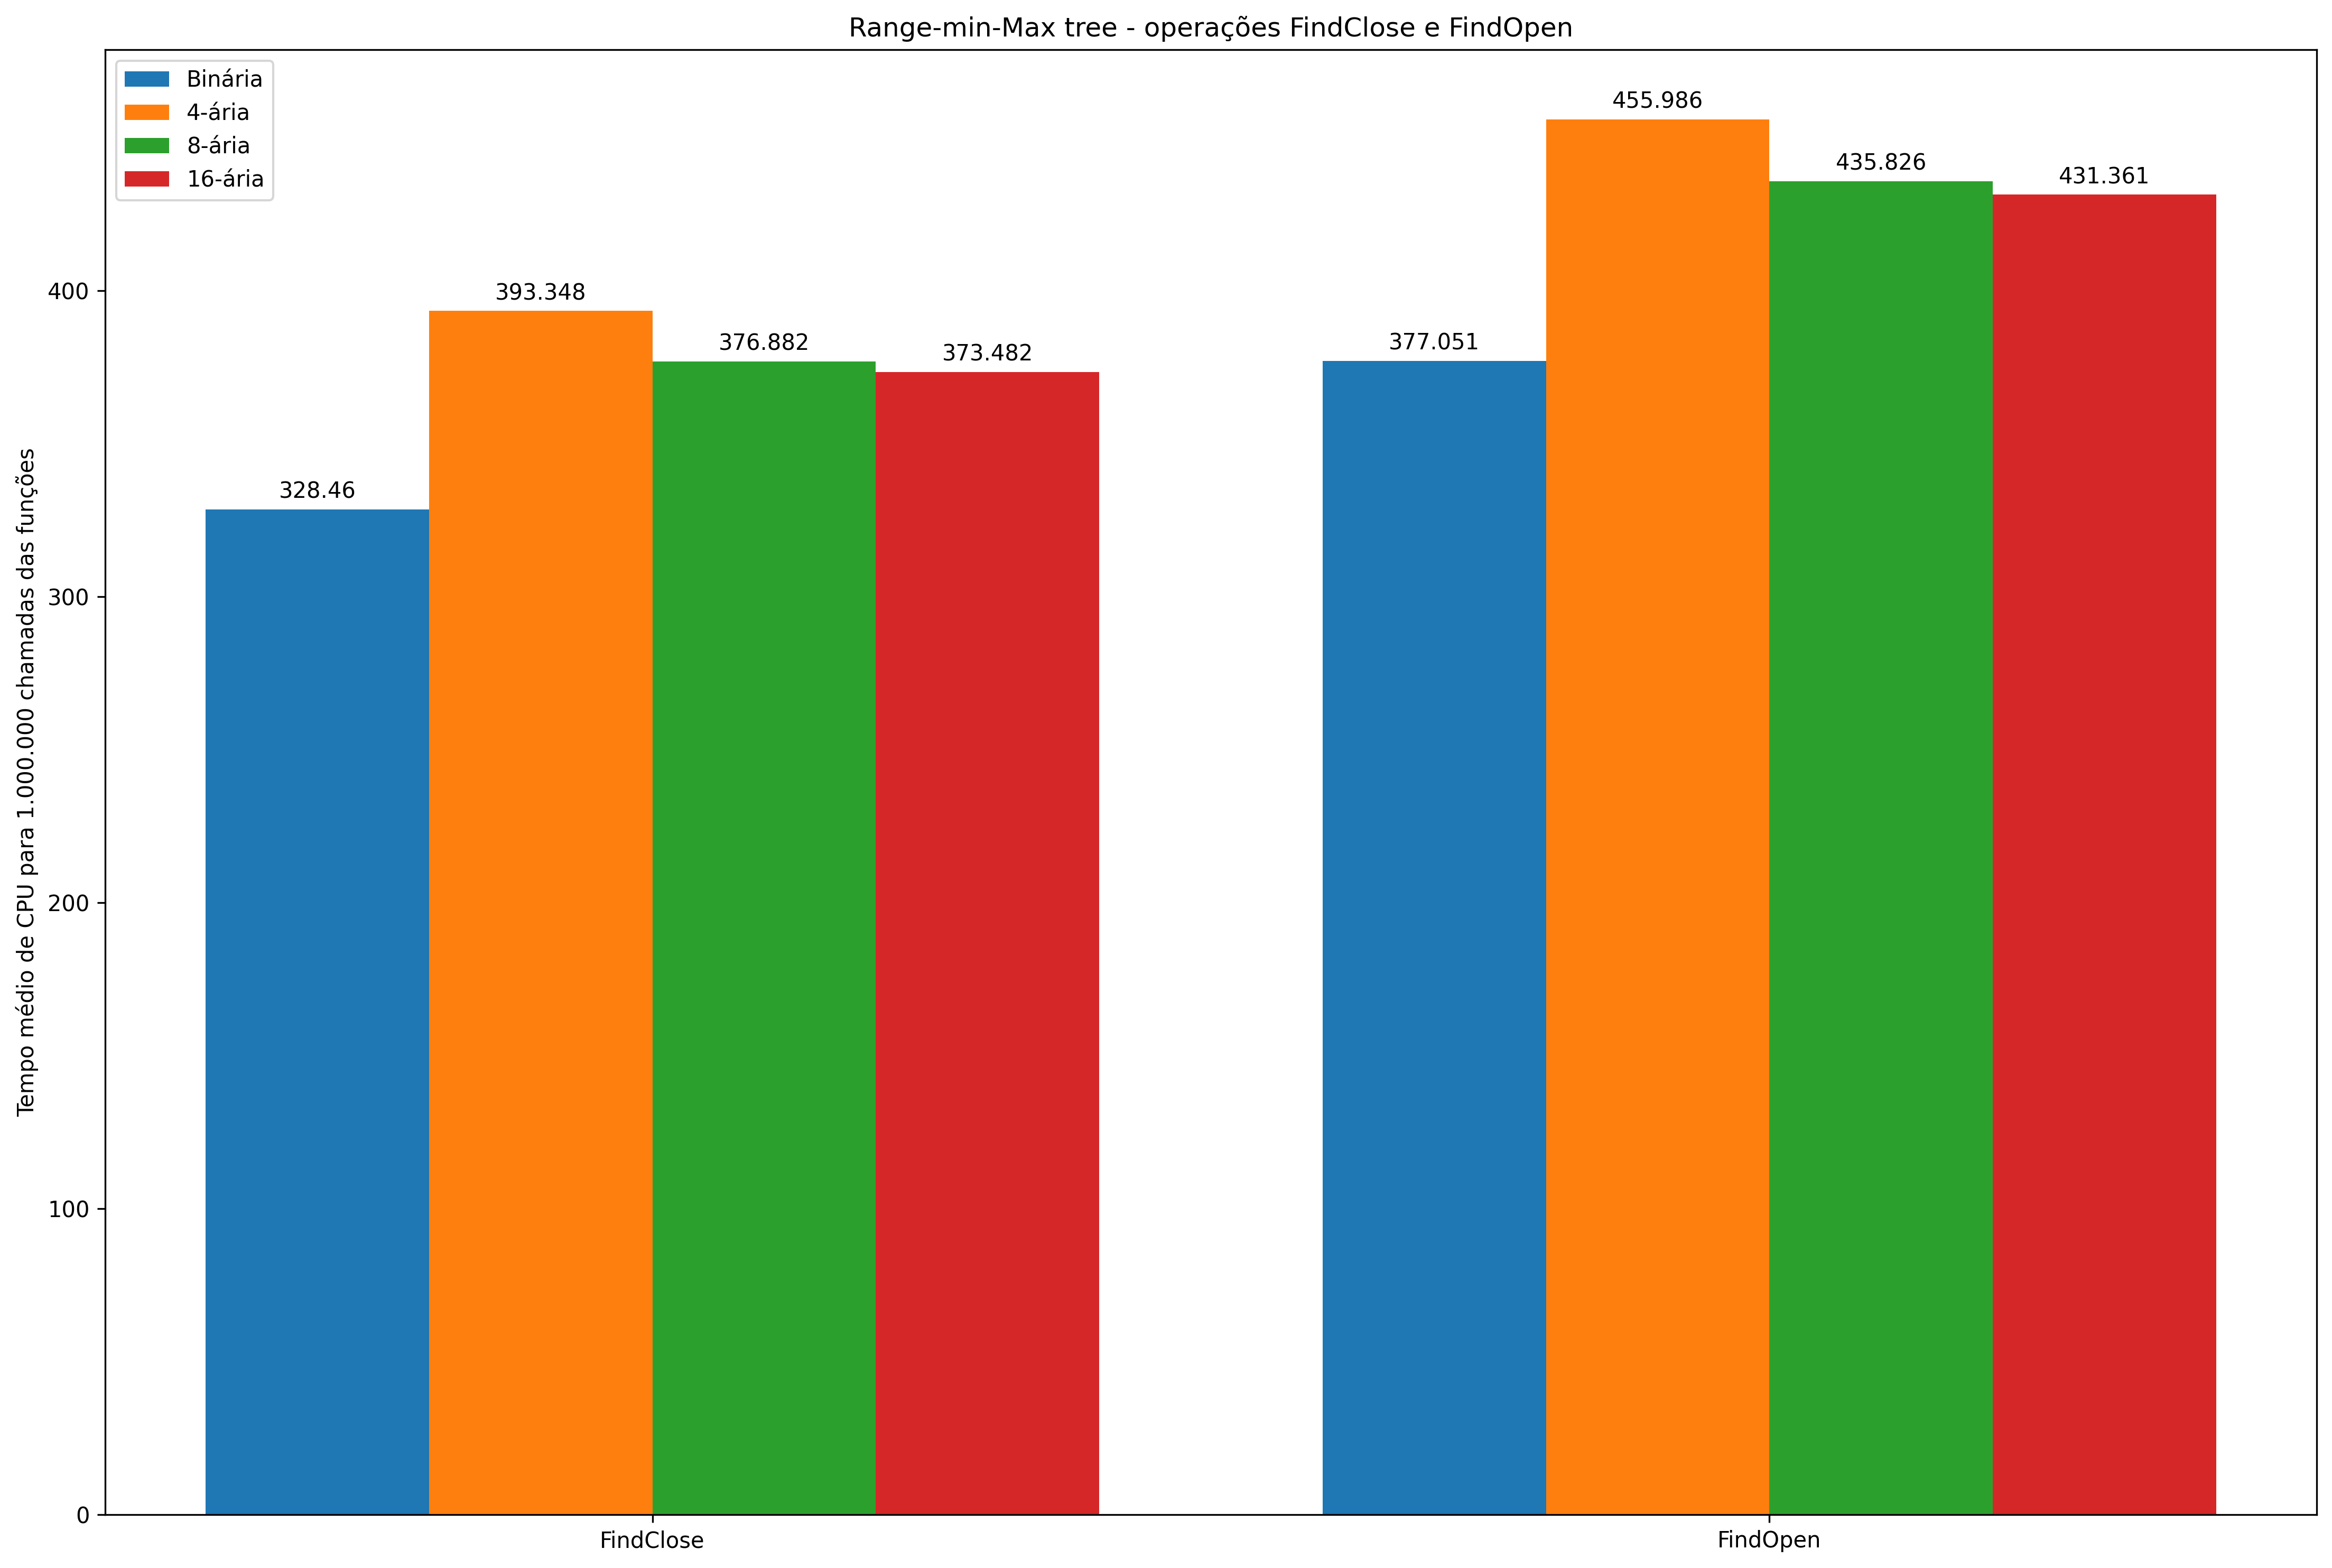 Range-min-Max tree - operações FindClose e FindOpen
Binária
4-ária
8-ária
16-ária
Tempo médio de CPU para 1.000.000 chamadas das funções
400
300
200
100
0
328.46
393.348
376.882
373.482
377.051
455.986
435.826
431.361
FindClose
FindOpen